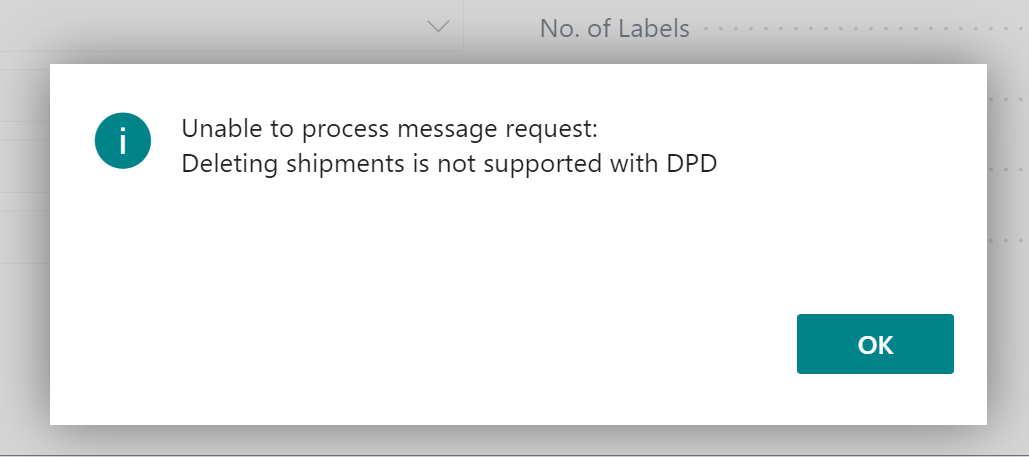 No. of Labels
Unable to process message request:
Deleting shipments is not supported with DPD
OK